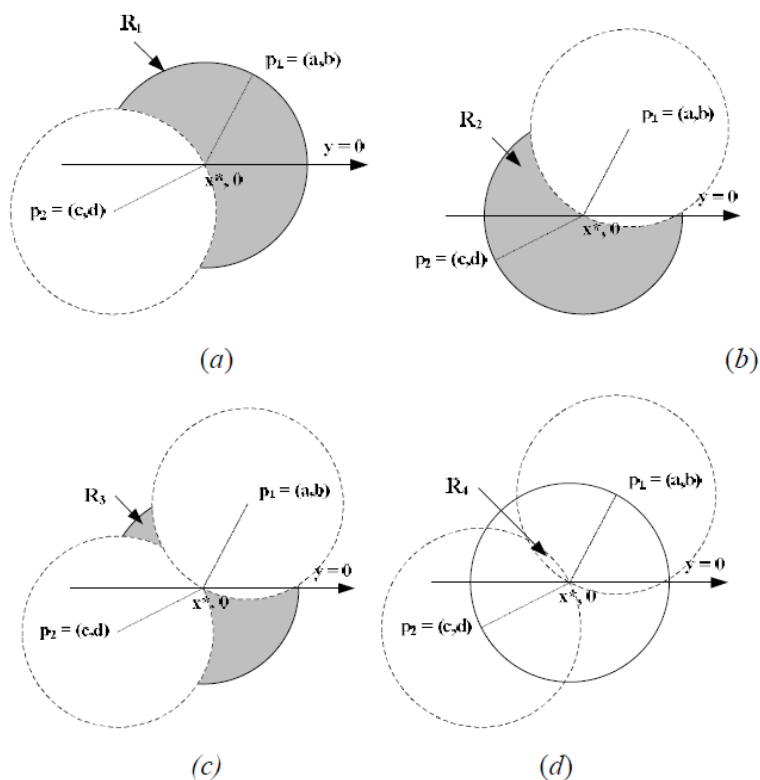 R₁
p₁ = (a,b)
y = 0
x*, 0
p₂ = (c,d)
(a)
R₂
p₁ = (a,b)
y = 0
x*, 0
p₂ = (c,d)
(b)
R₃
p₁ = (a,b)
y = 0
x*, 0
p₂ = (c,d)
(c)
R₄
p₁ = (a,b)
y = 0
x*, 0
p₂ = (c,d)
(d)